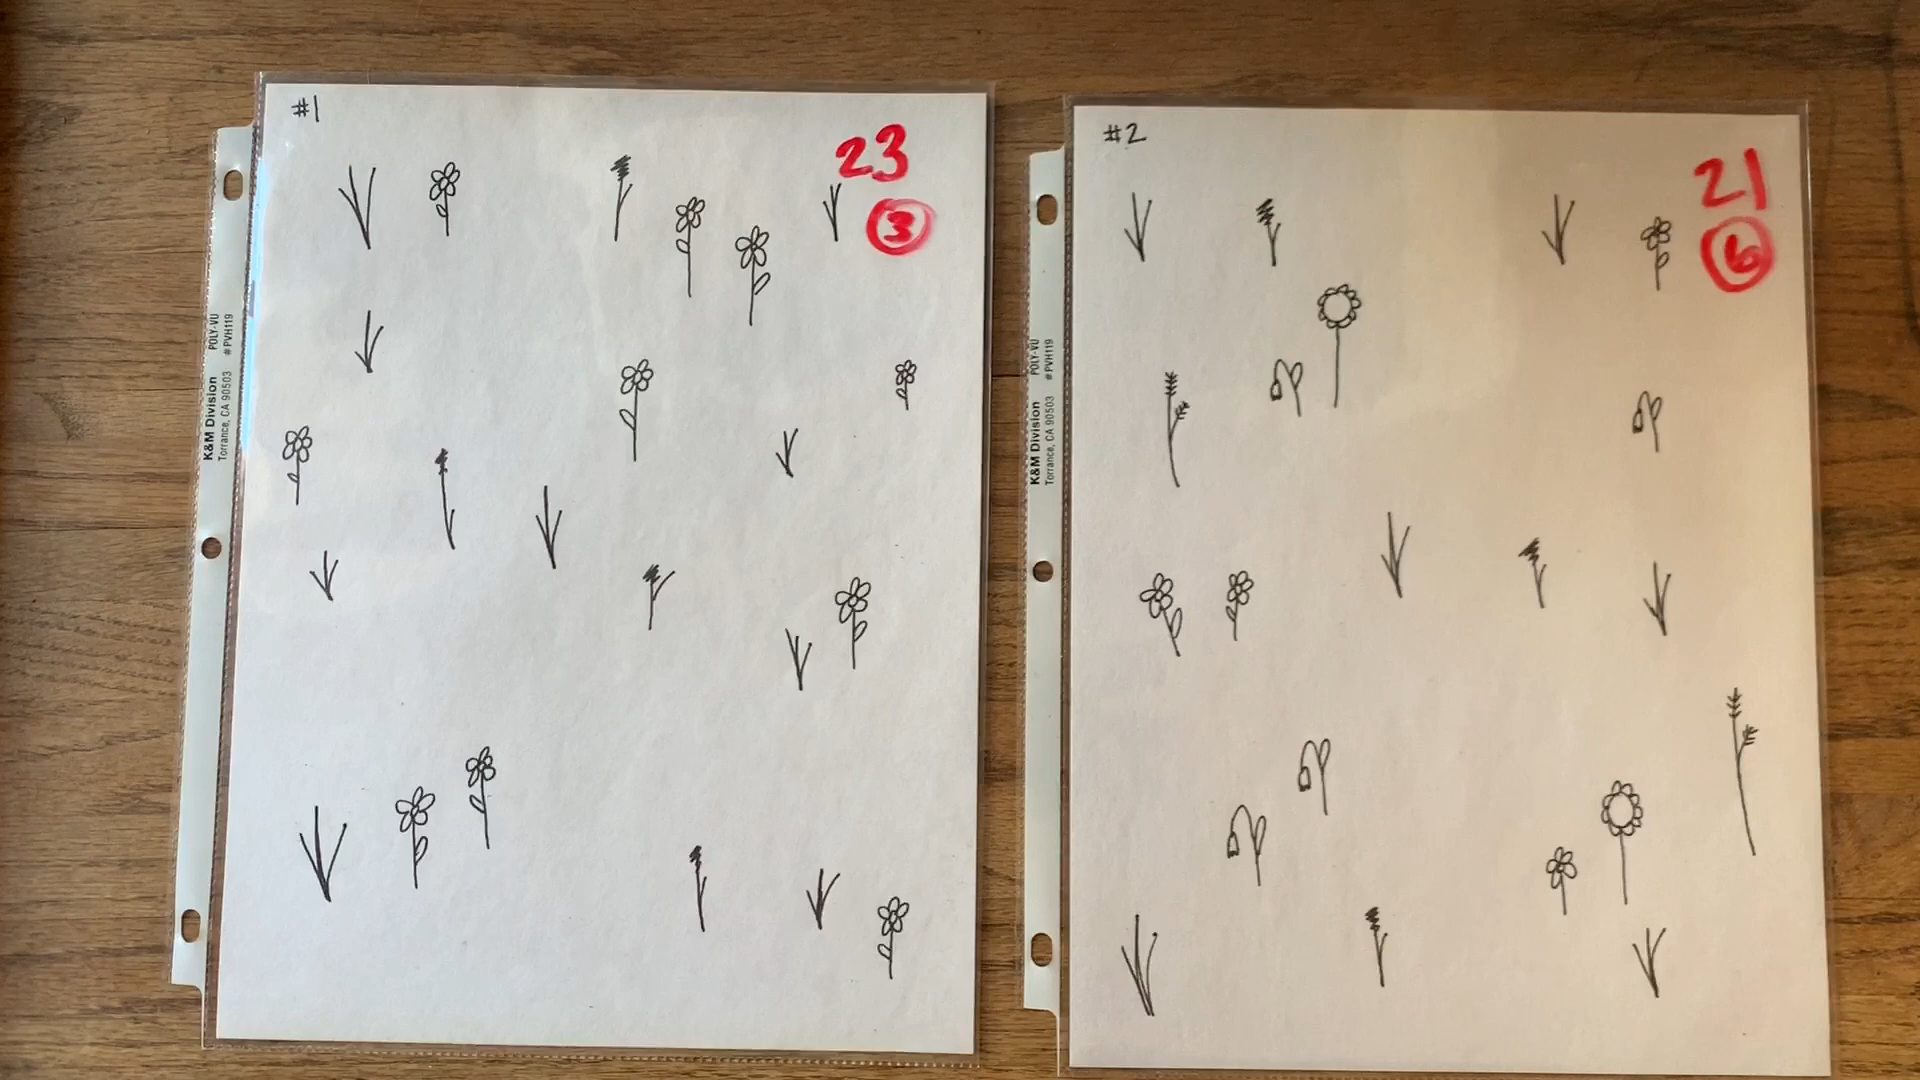 #1
23
3
K&M Division POLY-VU
Torrance, CA 90503 #PVH119
#2
21
6
K&M Division POLY-VU
Torrance, CA 90503 #PVH119